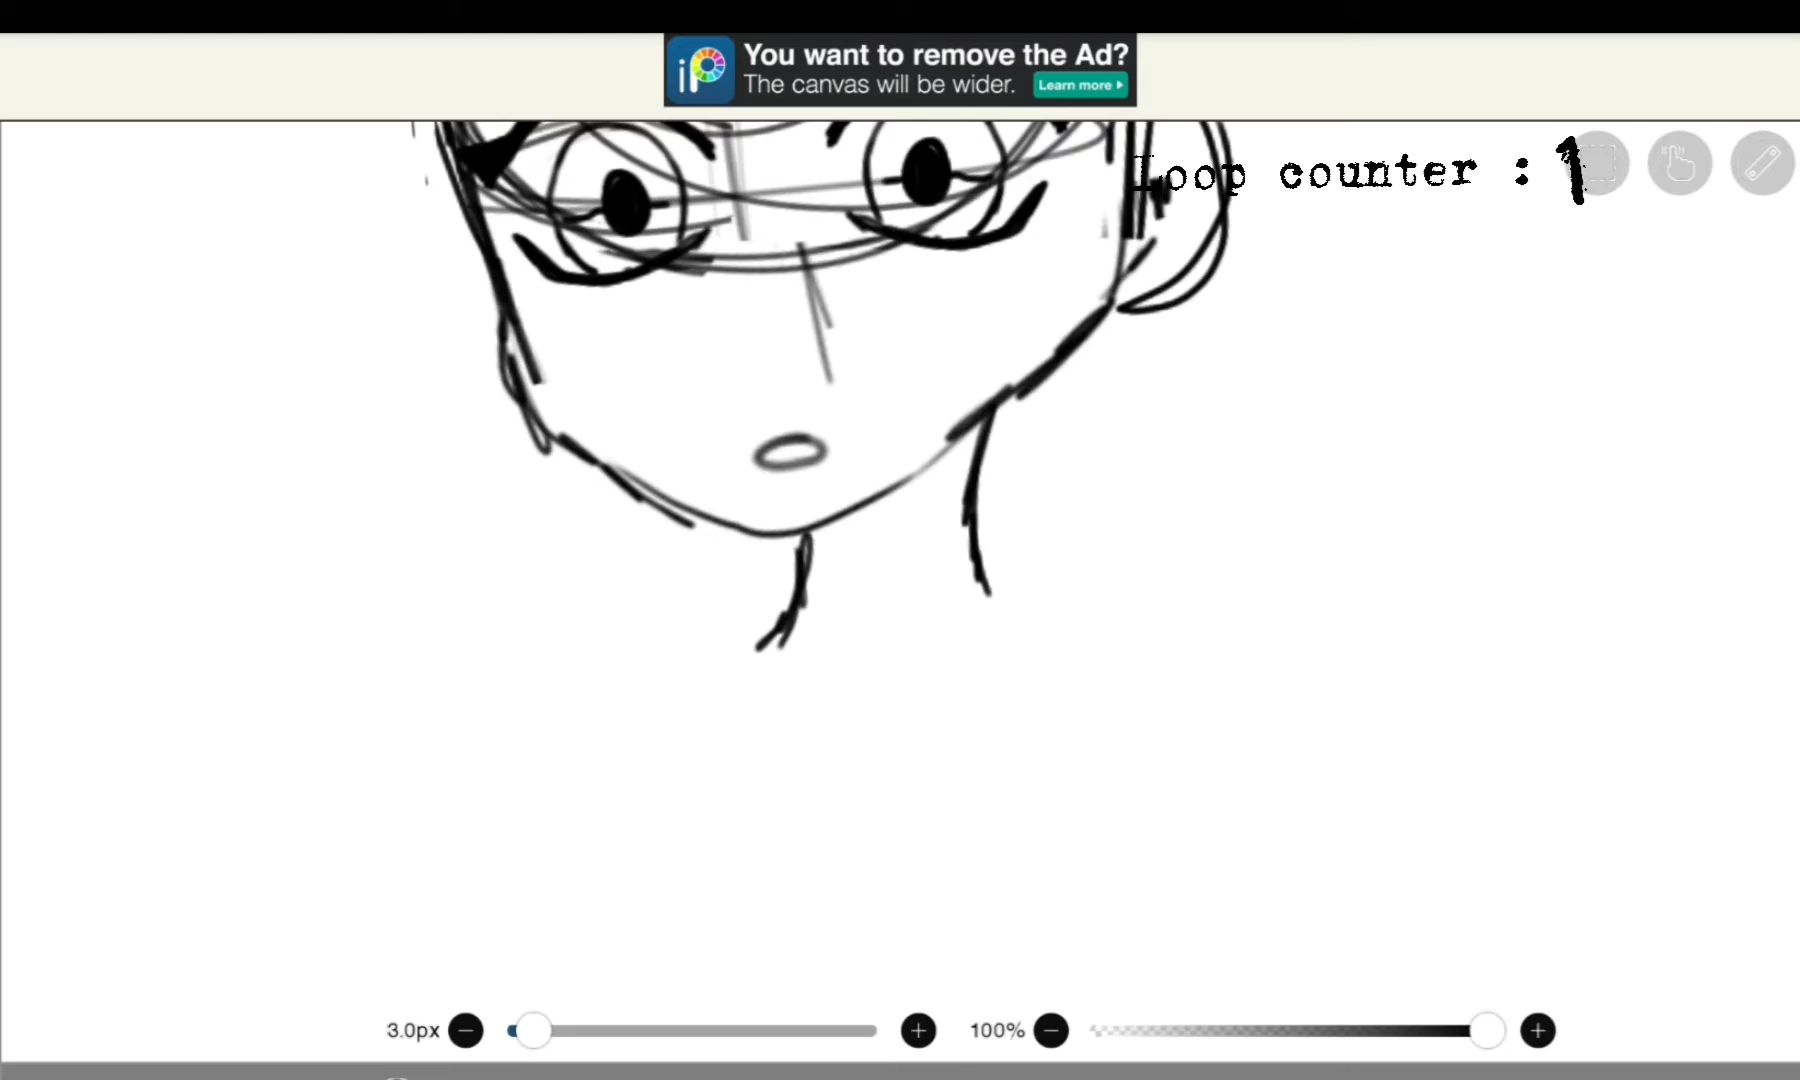 iP
You want to remove the Ad?
The canvas will be wider.
Learn more
Loop counter : 1
3.0px
100%